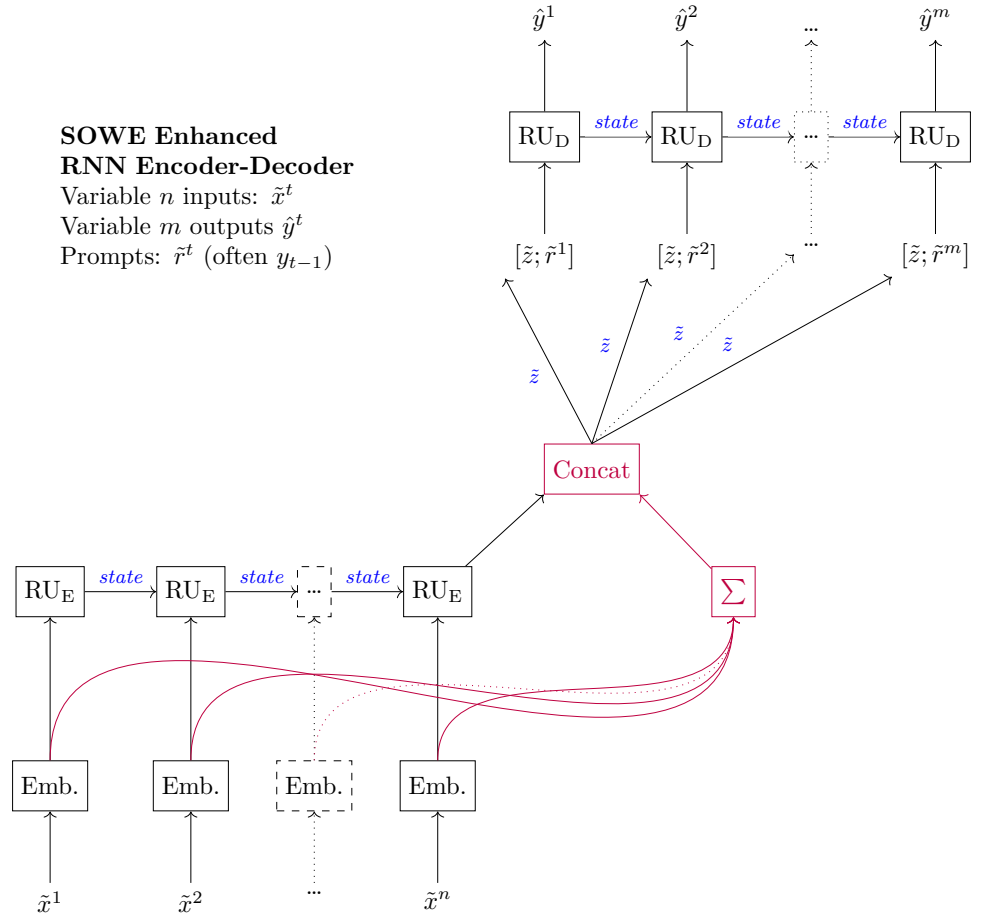 ŷ¹ ŷ² ... ŷᵐ
SOWE Enhanced
RNN Encoder-Decoder
Variable n inputs: x̃ᵗ
Variable m outputs ŷᵗ
Prompts: r̃ᵗ (often yₜ₋₁)
RU_D state RU_D state ... state RU_D
[z̃; r̃¹] [z̃; r̃²] ... [z̃; r̃ᵐ]
z̃ z̃ z̃ z̃
Concat
RU_E state RU_E state ... state RU_E ∑
Emb. Emb. Emb. Emb.
x̃¹ x̃² ... x̃ⁿ